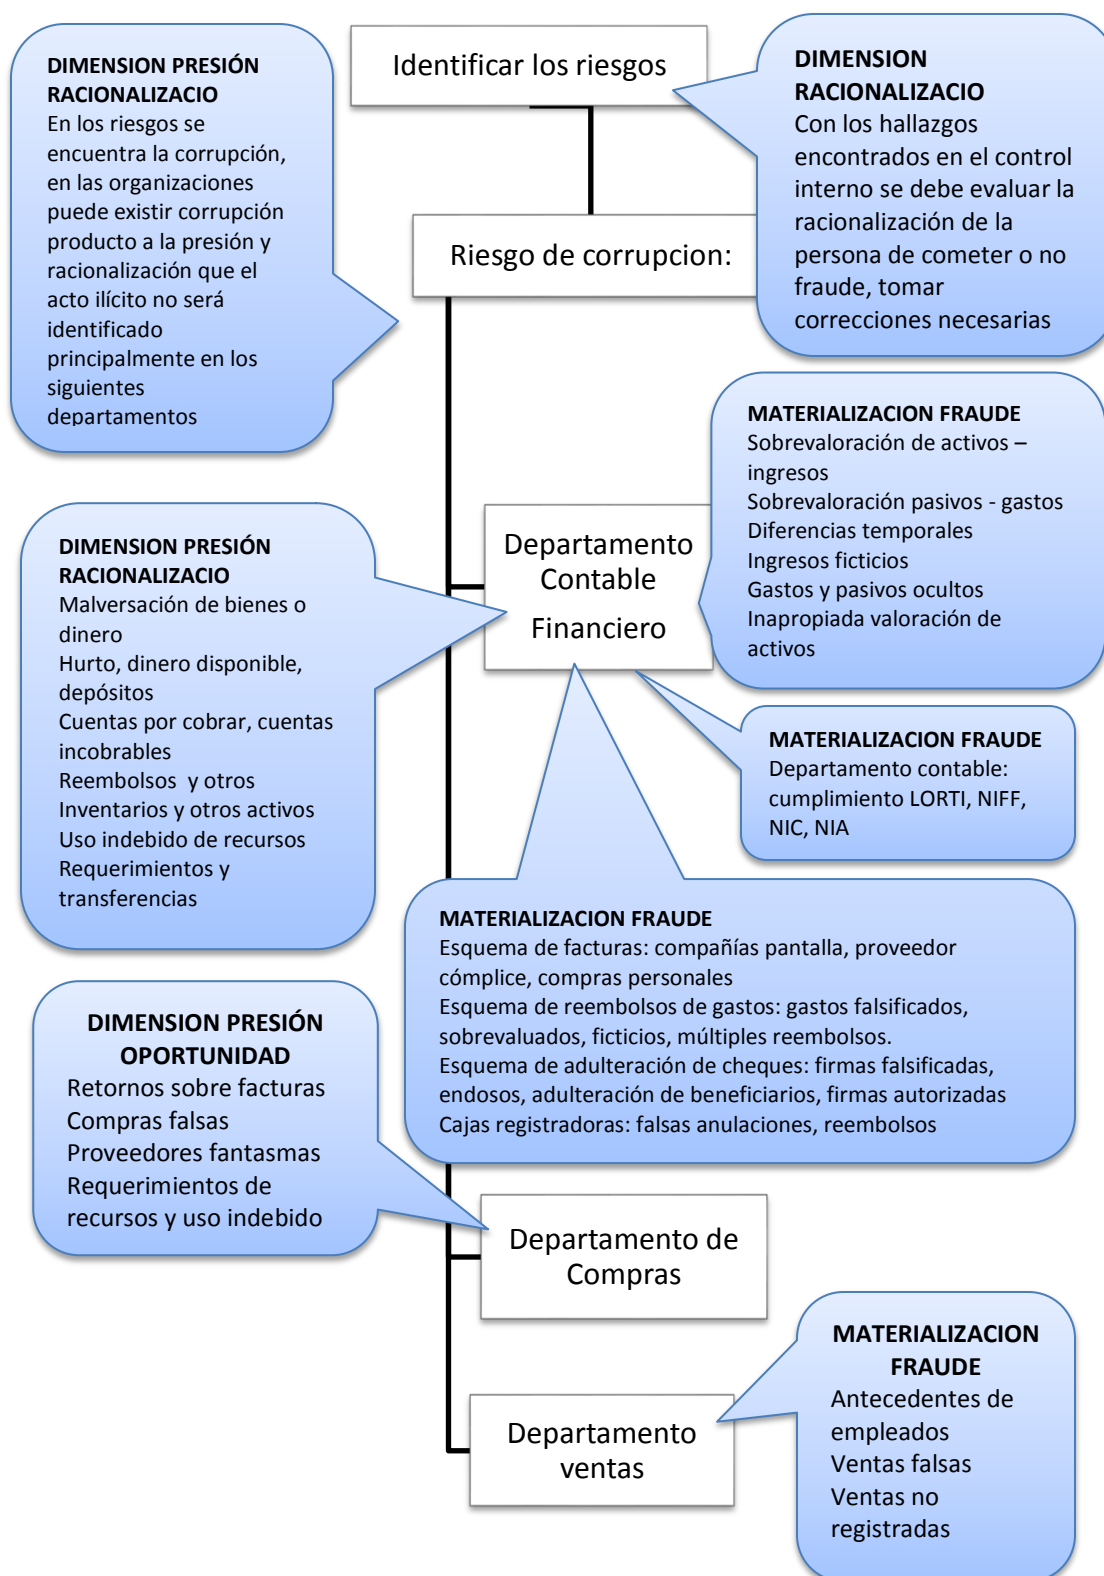 Identificar los riesgos
DIMENSION PRESIÓN
RACIONALIZACIO
En los riesgos se
encuentra la corrupción,
en las organizaciones
puede existir corrupción
producto a la presión y
racionalización que el
acto ilícito no será
identificado
principalmente en los
siguientes
departamentos
DIMENSION
RACIONALIZACIO
Con los hallazgos
encontrados en el control
interno se debe evaluar la
racionalización de la
persona de cometer o no
fraude, tomar
correcciones necesarias
Riesgo de corrupcion:
MATERIALIZACION FRAUDE
Sobrevaloración de activos –
ingresos
Sobrevaloración pasivos - gastos
Diferencias temporales
Ingresos ficticios
Gastos y pasivos ocultos
Inapropiada valoración de
activos
Departamento
Contable
Financiero
DIMENSION PRESIÓN
RACIONALIZACIO
Malversación de bienes o
dinero
Hurto, dinero disponible,
depósitos
Cuentas por cobrar, cuentas
incobrables
Reembolsos y otros
Inventarios y otros activos
Uso indebido de recursos
Requerimientos y
transferencias
MATERIALIZACION FRAUDE
Departamento contable:
cumplimiento LORTI, NIFF,
NIC, NIA
MATERIALIZACION FRAUDE
Esquema de facturas: compañías pantalla, proveedor
cómplice, compras personales
Esquema de reembolsos de gastos: gastos falsificados,
sobrevaluados, ficticios, múltiples reembolsos.
Esquema de adulteración de cheques: firmas falsificadas,
endosos, adulteración de beneficiarios, firmas autorizadas
Cajas registradoras: falsas anulaciones, reembolsos
DIMENSION PRESIÓN
OPORTUNIDAD
Retornos sobre facturas
Compras falsas
Proveedores fantasmas
Requerimientos de
recursos y uso indebido
Departamento de
Compras
MATERIALIZACION
FRAUDE
Antecedentes de
empleados
Ventas falsas
Ventas no
registradas
Departamento
ventas